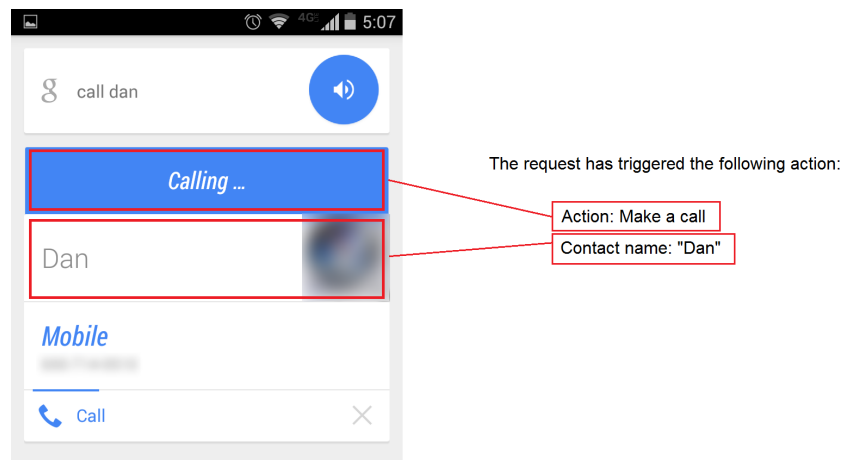 4G 5:07
g call dan
Calling ...
Dan
Mobile
Call
The request has triggered the following action:
Action: Make a call
Contact name: "Dan"